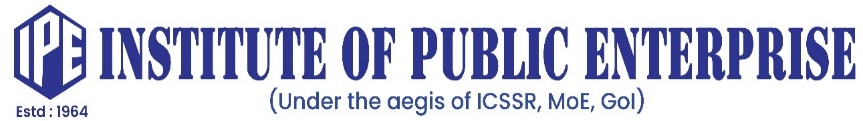 IPE INSTITUTE OF PUBLIC ENTERPRISE
(Under the aegis of ICSSR, MoE, GoI)
Estd : 1964